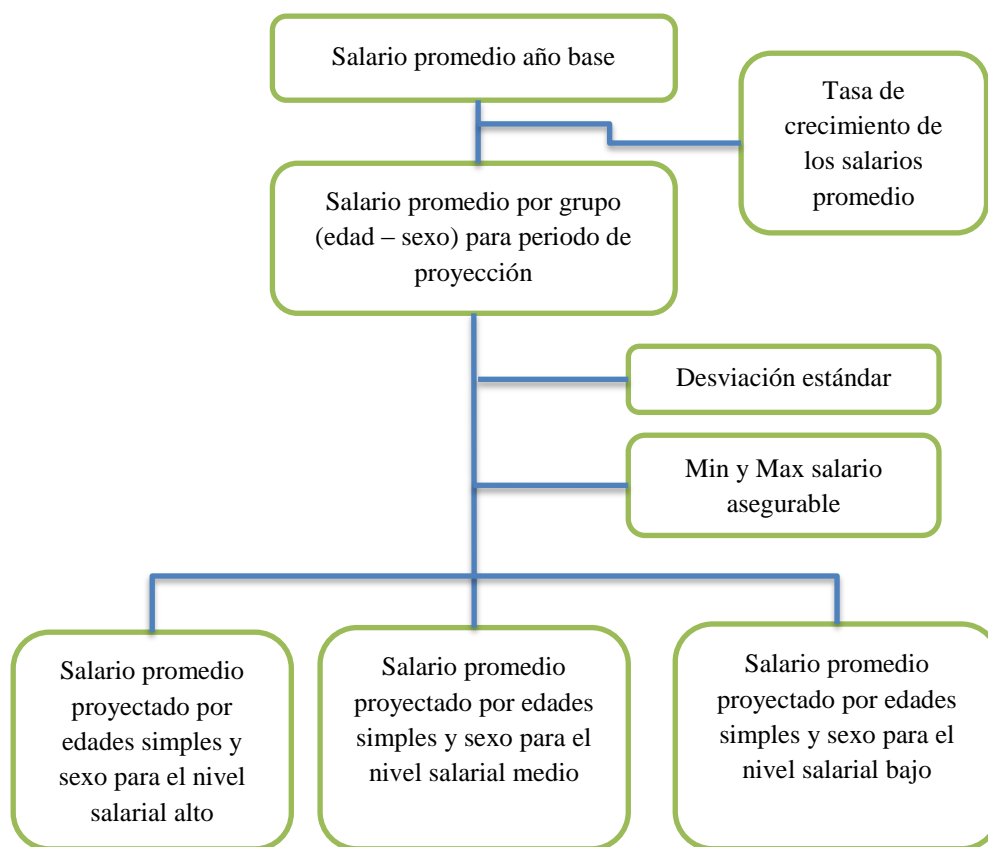 Salario promedio año base
Tasa de
crecimiento de
los salarios
promedio
Salario promedio por grupo
(edad – sexo) para periodo de
proyección
Desviación estándar
Min y Max salario
asegurable
Salario promedio
proyectado por
edades simples y
sexo para el nivel
salarial alto
Salario promedio
proyectado por edades
simples y sexo para el
nivel salarial medio
Salario promedio
proyectado por edades
simples y sexo para el
nivel salarial bajo